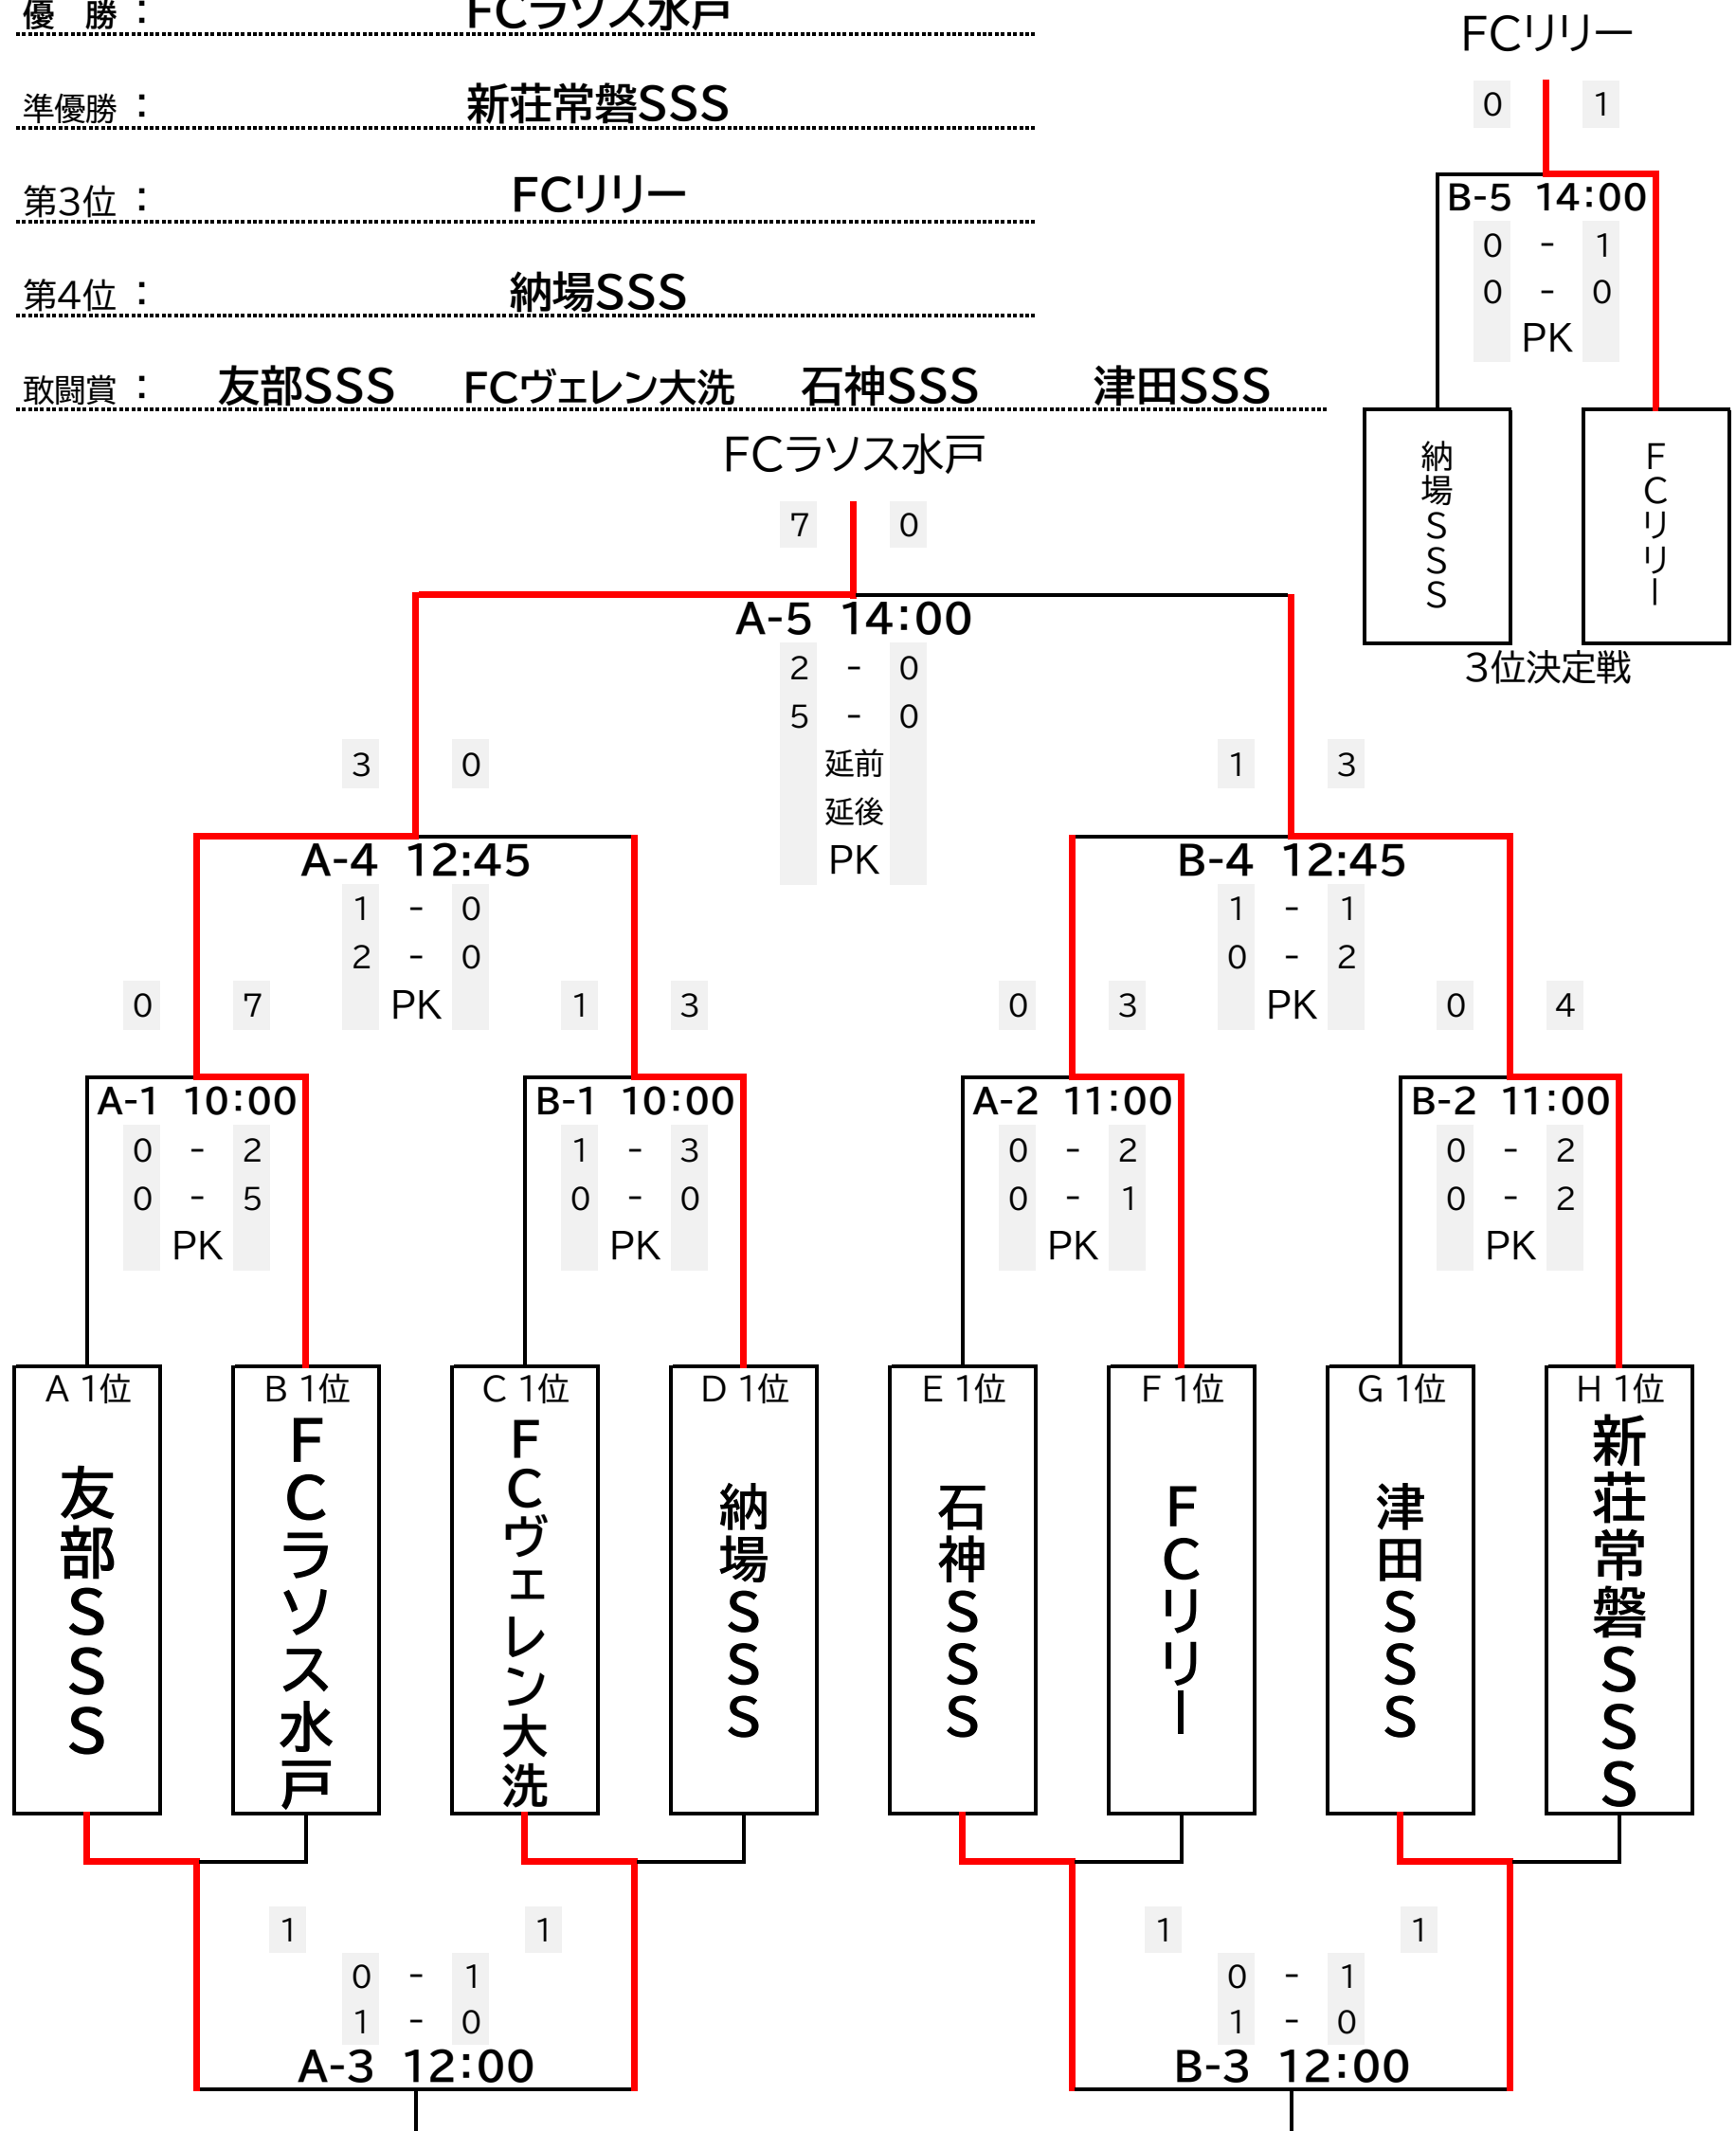 優　勝 : FCラソス水戸
準優勝 : 新荘常磐SSS
第3位 : FCリリー
第4位 : 納場SSS
敢闘賞 : 友部SSS FCヴェレン大洗 石神SSS 津田SSS
FCリリー
0 1
B-5 14:00
0 - 1
0 - 0
PK
納場SSS FCリリー
3位決定戦
FCラソス水戸
7 0
A-5 14:00
2 - 0
5 - 0
延前
延後
PK
3 0 1 3
A-4 12:45 B-4 12:45
1 - 0 1 - 1
2 - 0 0 - 2
PK PK
0 7 1 3 0 3 0 4
A-1 10:00 B-1 10:00 A-2 11:00 B-2 11:00
0 - 2 1 - 3 0 - 2 0 - 2
0 - 5 0 - 0 0 - 1 0 - 2
PK PK PK PK
A 1位 B 1位 C 1位 D 1位 E 1位 F 1位 G 1位 H 1位
友部SSS FCラソス水戸 FCヴェレン大洗 納場SSS 石神SSS FCリリー 津田SSS 新荘常磐SSS
1 1 1 1
0 - 1 0 - 1
1 - 0 1 - 0
A-3 12:00 B-3 12:00